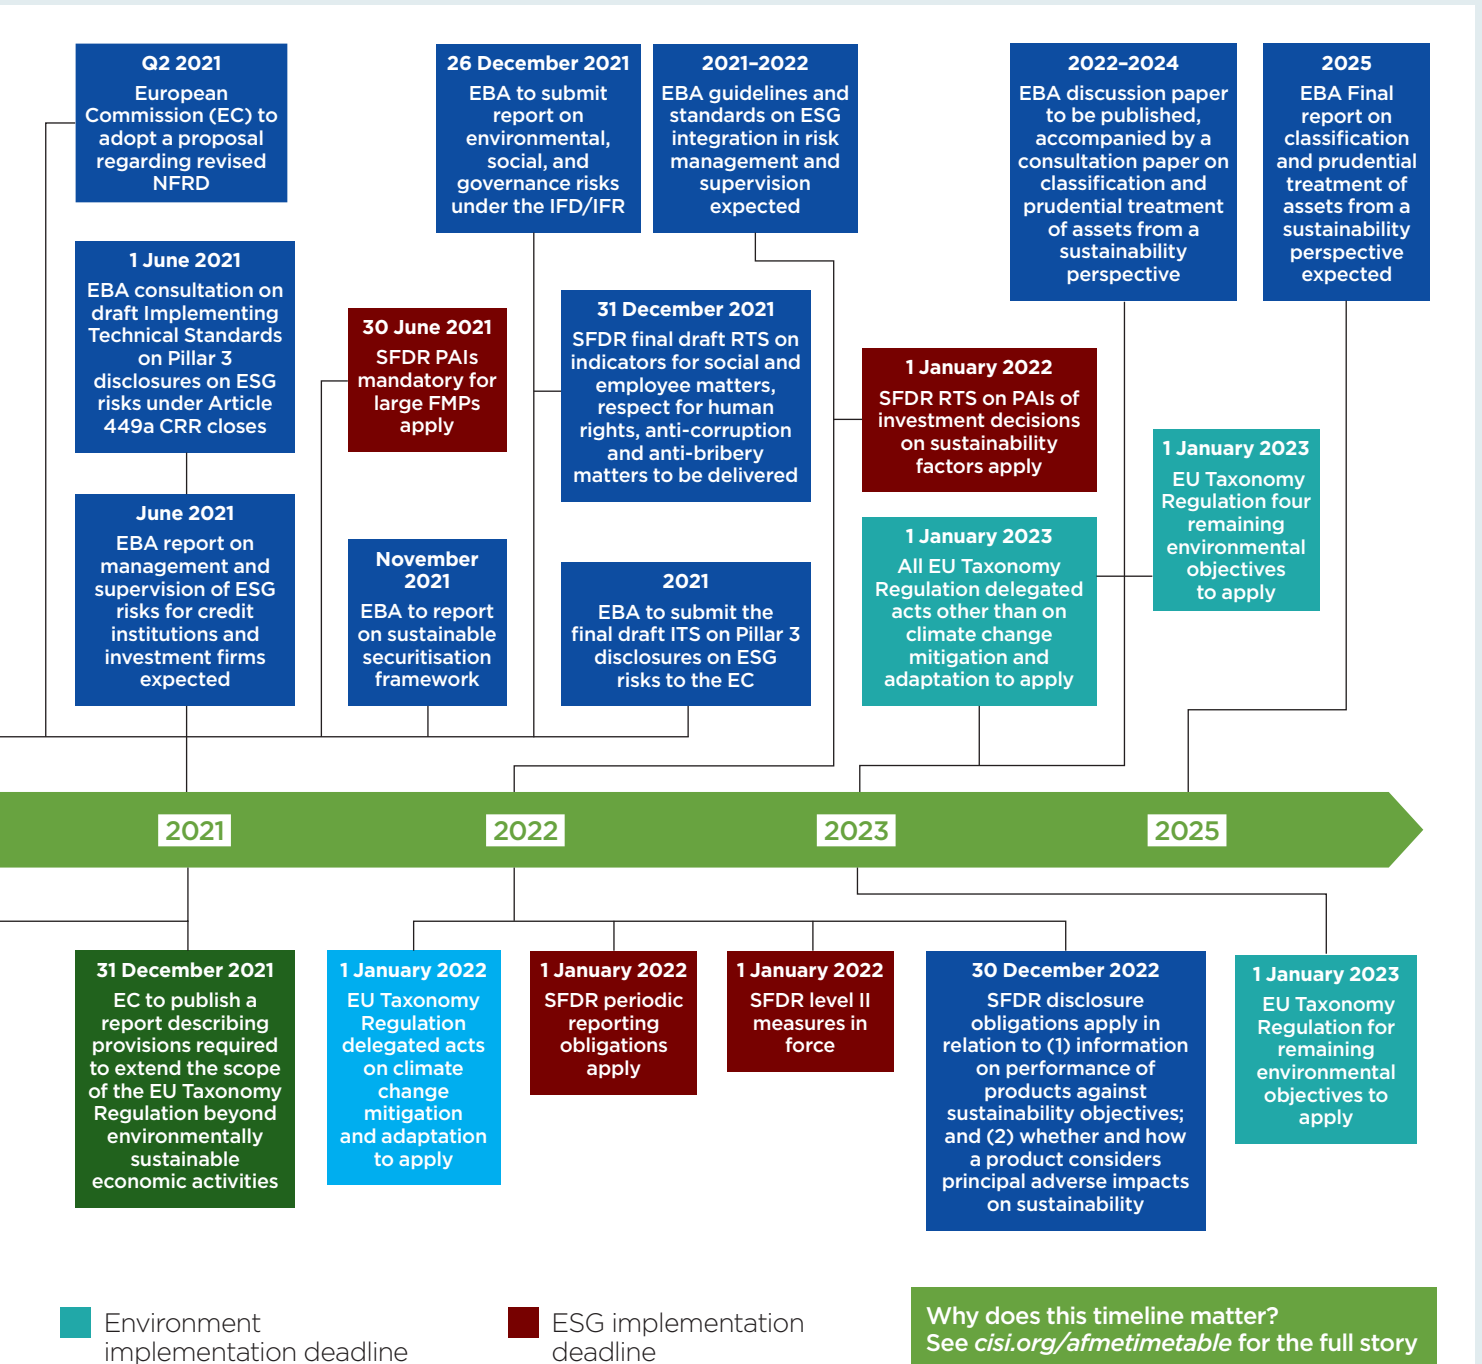 Q2 2021
European
Commission (EC) to
adopt a proposal
regarding revised
NFRD
26 December 2021
EBA to submit
report on
environmental,
social, and
governance risks
under the IFD/IFR
2021–2022
EBA guidelines and
standards on ESG
integration in risk
management and
supervision
expected
2022–2024
EBA discussion paper
to be published,
accompanied by a
consultation paper on
classification and
prudential treatment
of assets from a
sustainability
perspective
2025
EBA Final
report on
classification
and prudential
treatment of
assets from a
sustainability
perspective
expected
1 June 2021
EBA consultation on
draft Implementing
Technical Standards
on Pillar 3
disclosures on ESG
risks under Article
449a CRR closes
30 June 2021
SFDR PAIs
mandatory for
large FMPs
apply
31 December 2021
SFDR final draft RTS on
indicators for social and
employee matters,
respect for human
rights, anti-corruption
and anti-bribery
matters to be delivered
1 January 2022
SFDR RTS on PAIs of
investment decisions
on sustainability
factors apply
1 January 2023
EU Taxonomy
Regulation four
remaining
environmental
objectives
to apply
June 2021
EBA report on
management and
supervision of ESG
risks for credit
institutions and
investment firms
expected
November
2021
EBA to report
on sustainable
securitisation
framework
2021
EBA to submit the
final draft ITS on Pillar 3
disclosures on ESG
risks to the EC
1 January 2023
All EU Taxonomy
Regulation delegated
acts other than on
climate change
mitigation and
adaptation to apply
2021
2022
2023
2025
31 December 2021
EC to publish a
report describing
provisions required
to extend the scope
of the EU Taxonomy
Regulation beyond
environmentally
sustainable
economic activities
1 January 2022
EU Taxonomy
Regulation
delegated acts
on climate
change
mitigation
and adaptation
to apply
1 January 2022
SFDR periodic
reporting
obligations
apply
1 January 2022
SFDR level II
measures in
force
30 December 2022
SFDR disclosure
obligations apply in
relation to (1) information
on performance of
products against
sustainability objectives;
and (2) whether and how
a product considers
principal adverse impacts
on sustainability
1 January 2023
EU Taxonomy
Regulation for
remaining
environmental
objectives to
apply
Environment
implementation deadline
ESG implementation
deadline
Why does this timeline matter?
See cisi.org/afmetimetable for the full story